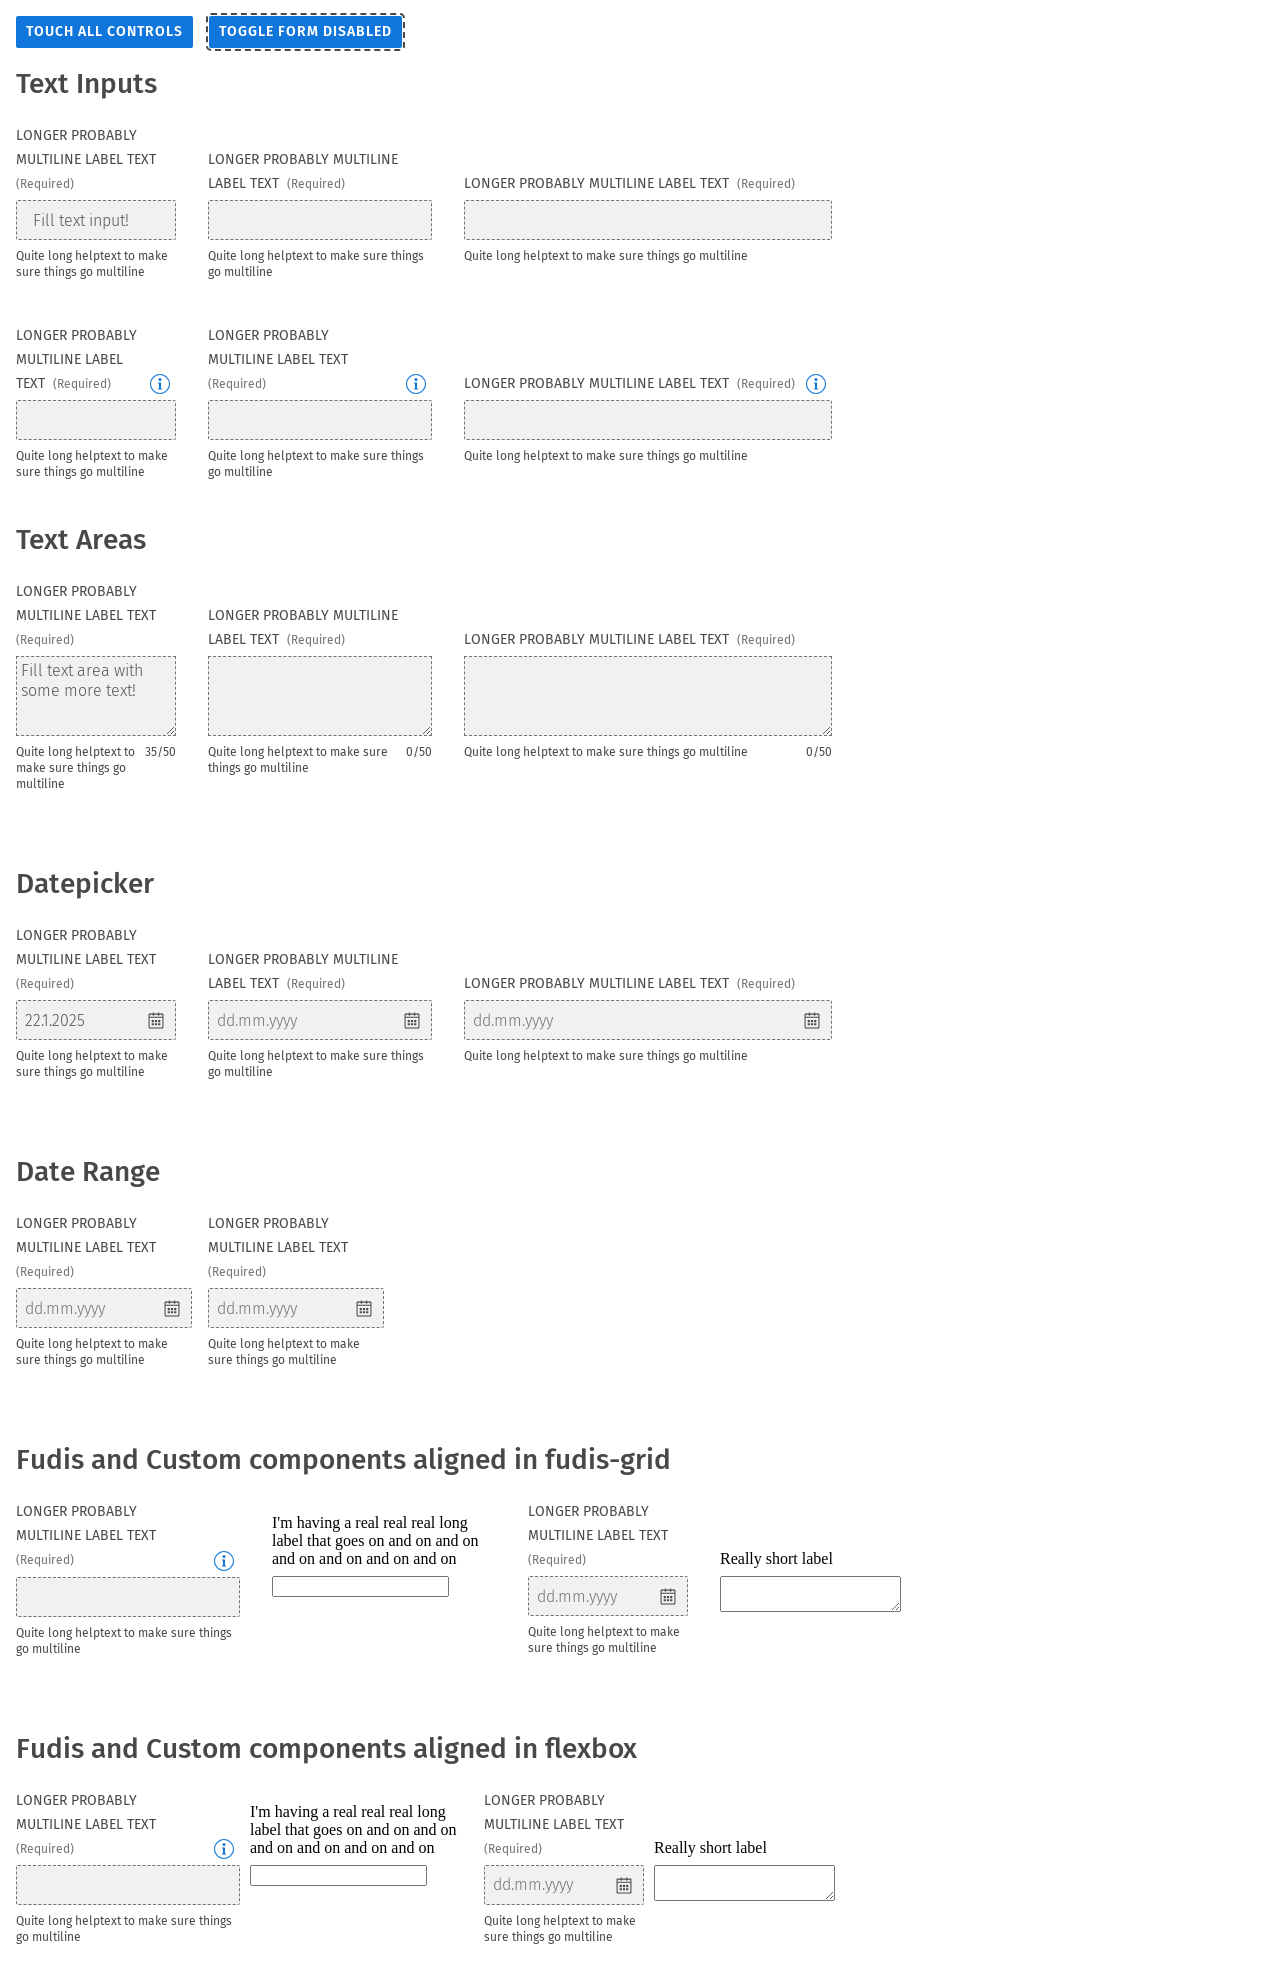 TOUCH ALL CONTROLS
TOGGLE FORM DISABLED
Text Inputs
LONGER PROBABLY
MULTILINE LABEL TEXT
(Required)
Fill text input!
Quite long helptext to make
sure things go multiline
LONGER PROBABLY MULTILINE
LABEL TEXT (Required)
Quite long helptext to make sure things
go multiline
LONGER PROBABLY MULTILINE LABEL TEXT (Required)
Quite long helptext to make sure things go multiline
LONGER PROBABLY
MULTILINE LABEL
TEXT (Required)
Quite long helptext to make
sure things go multiline
LONGER PROBABLY
MULTILINE LABEL TEXT
(Required)
Quite long helptext to make sure things
go multiline
LONGER PROBABLY MULTILINE LABEL TEXT (Required)
Quite long helptext to make sure things go multiline
Text Areas
LONGER PROBABLY
MULTILINE LABEL TEXT
(Required)
Fill text area with
some more text!
Quite long helptext to 35/50
make sure things go
multiline
LONGER PROBABLY MULTILINE
LABEL TEXT (Required)
Quite long helptext to make sure 0/50
things go multiline
LONGER PROBABLY MULTILINE LABEL TEXT (Required)
Quite long helptext to make sure things go multiline 0/50
Datepicker
LONGER PROBABLY
MULTILINE LABEL TEXT
(Required)
22.1.2025
Quite long helptext to make
sure things go multiline
LONGER PROBABLY MULTILINE
LABEL TEXT (Required)
dd.mm.yyyy
Quite long helptext to make sure things
go multiline
LONGER PROBABLY MULTILINE LABEL TEXT (Required)
dd.mm.yyyy
Quite long helptext to make sure things go multiline
Date Range
LONGER PROBABLY
MULTILINE LABEL TEXT
(Required)
dd.mm.yyyy
Quite long helptext to make
sure things go multiline
LONGER PROBABLY
MULTILINE LABEL TEXT
(Required)
dd.mm.yyyy
Quite long helptext to make
sure things go multiline
Fudis and Custom components aligned in fudis-grid
LONGER PROBABLY
MULTILINE LABEL TEXT
(Required)
Quite long helptext to make sure things
go multiline
I'm having a real real real long
label that goes on and on and on
and on and on and on and on
LONGER PROBABLY
MULTILINE LABEL TEXT
(Required)
dd.mm.yyyy
Quite long helptext to make
sure things go multiline
Really short label
Fudis and Custom components aligned in flexbox
LONGER PROBABLY
MULTILINE LABEL TEXT
(Required)
Quite long helptext to make sure things
go multiline
I'm having a real real real long
label that goes on and on and on
and on and on and on and on
LONGER PROBABLY
MULTILINE LABEL TEXT
(Required)
dd.mm.yyyy
Quite long helptext to make
sure things go multiline
Really short label